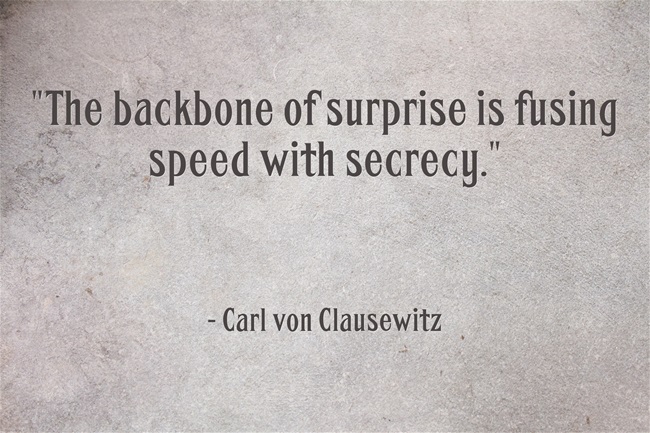 "The backbone of surprise is fusing
speed with secrecy."
- Carl von Clausewitz